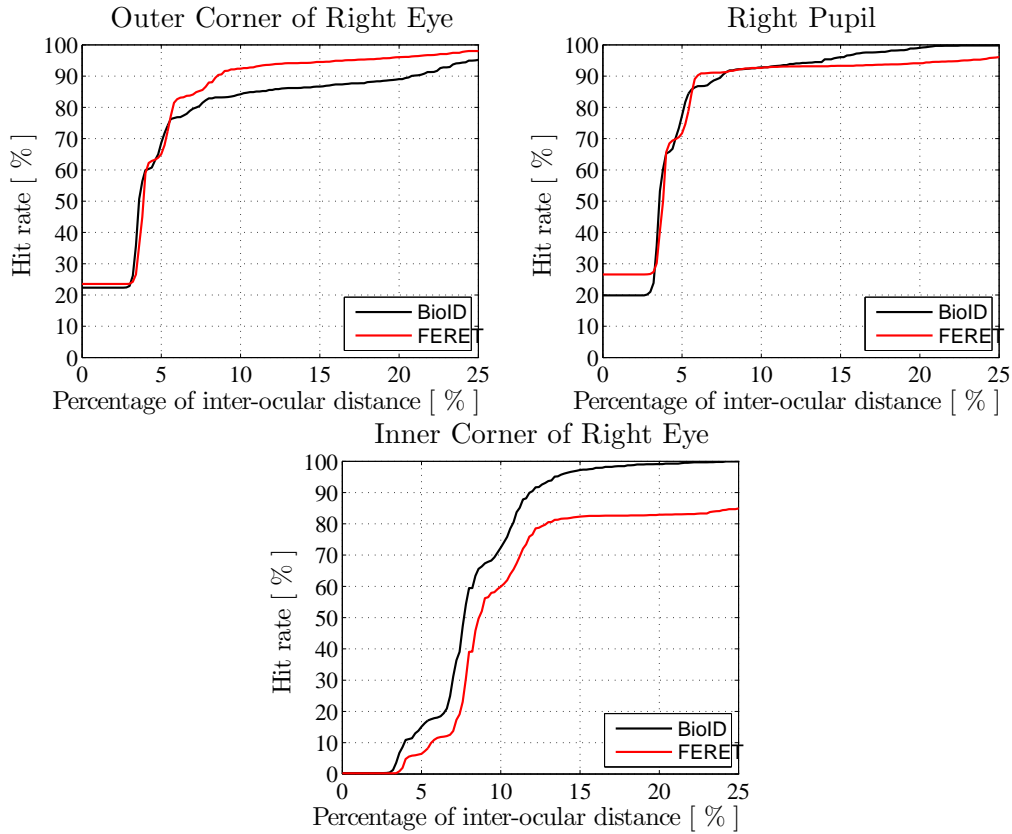 Outer Corner of Right Eye
100
90
80
70
60
50
40
30
20
10
0
Hit rate [ % ]
BioID
FERET
0 5 10 15 20 25
Percentage of inter-ocular distance [ % ]
Right Pupil
100
90
80
70
60
50
40
30
20
10
0
Hit rate [ % ]
BioID
FERET
0 5 10 15 20 25
Percentage of inter-ocular distance [ % ]
Inner Corner of Right Eye
100
90
80
70
60
50
40
30
20
10
0
Hit rate [ % ]
BioID
FERET
0 5 10 15 20 25
Percentage of inter-ocular distance [ % ]